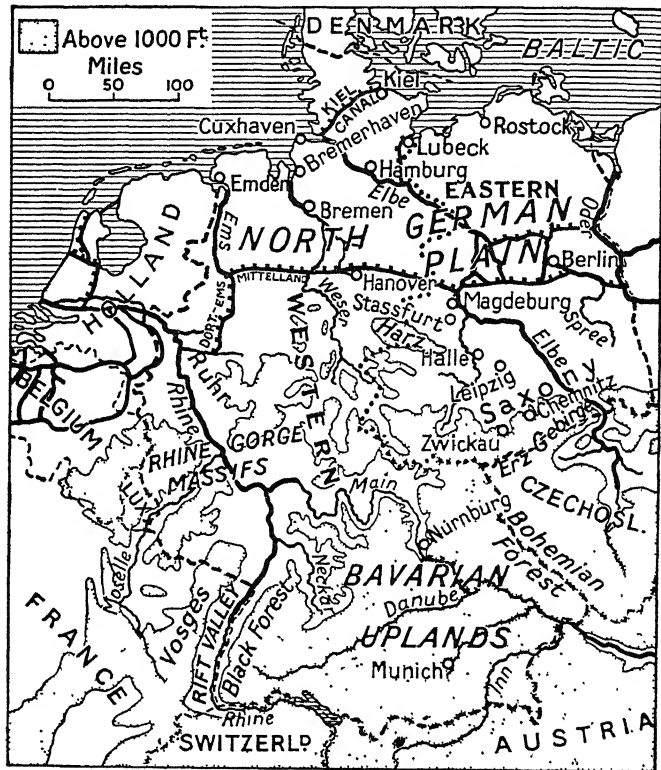 Above 1000 Ft.
Miles
0 50 100
DENMARK
BALTIC
Kiel
KIEL
CANAL
Cuxhaven
Bremerhaven
Lubeck
Rostock
Hamburg
Emden
Elbe
EASTERN
Bremen
GERMAN
Oder
Ems
NORTH
PLAIN
Berlin
HOLLAND
MITTELLAND
Hanover
DORT-EMS
Weser
Magdeburg
Stassfurt
Spree
Harz
WESTERN
Halle
Elbe
BELGIUM
Ruhr
Leipzig
Saxony
Chemnitz
Rhine
Zwickau
Erz Gebirge
RHINE
GORGE
MASSIFS
LUX.
Main
CZECHOSL.
Nürnburg
Bohemian
Forest
Moselle
Neckar
BAVARIAN
Danube
FRANCE
Vosges
RIFT VALLEY
Black Forest
UPLANDS
Munich
Inn
Rhine
SWITZERLD.
AUSTRIA